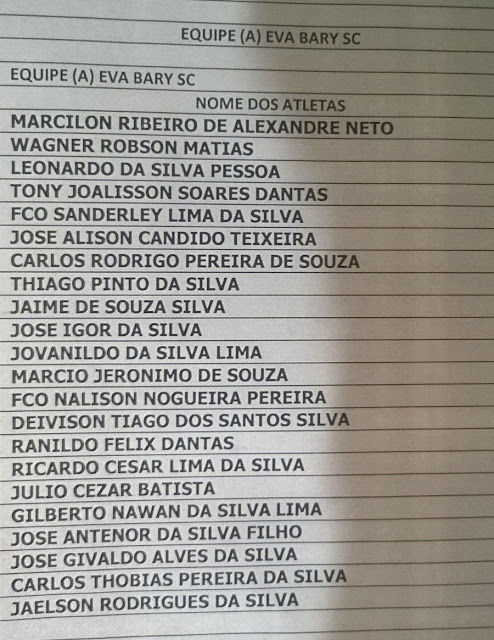 EQUIPE (A) EVA BARY SC
EQUIPE (A) EVA BARY SC
NOME DOS ATLETAS
MARCILON RIBEIRO DE ALEXANDRE NETO
WAGNER ROBSON MATIAS
LEONARDO DA SILVA PESSOA
TONY JOALISSON SOARES DANTAS
FCO SANDERLEY LIMA DA SILVA
JOSE ALISON CANDIDO TEIXEIRA
CARLOS RODRIGO PEREIRA DE SOUZA
THIAGO PINTO DA SILVA
JAIME DE SOUZA SILVA
JOSE IGOR DA SILVA
JOVANILDO DA SILVA LIMA
MARCIO JERONIMO DE SOUZA
FCO NALISON NOGUEIRA PEREIRA
DEIVISON TIAGO DOS SANTOS SILVA
RANILDO FELIX DANTAS
RICARDO CESAR LIMA DA SILVA
JULIO CEZAR BATISTA
GILBERTO NAWAN DA SILVA LIMA
JOSE ANTENOR DA SILVA FILHO
JOSE GIVALDO ALVES DA SILVA
CARLOS THOBIAS PEREIRA DA SILVA
JAELSON RODRIGUES DA SILVA